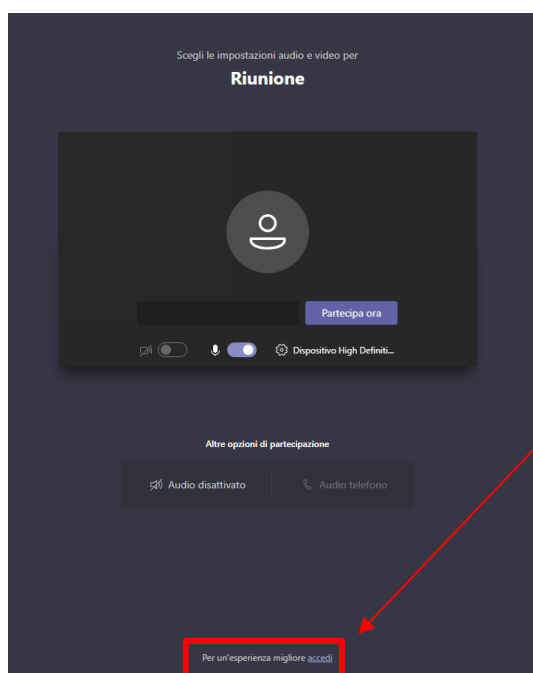 Scegli le impostazioni audio e video per
Riunione
Partecipa ora
Dispositivo High Definiti...
Altre opzioni di partecipazione
Audio disattivato
Audio telefono
Per un'esperienza migliore accedi